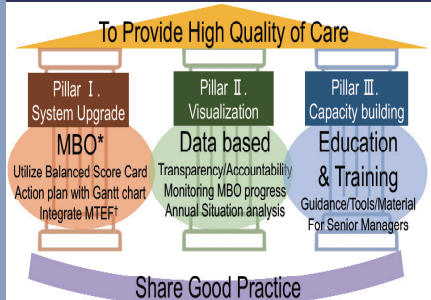 To Provide High Quality of Care
Pillar Ⅰ.
System Upgrade
MBO*
Utilize Balanced Score Card
Action plan with Gantt chart
Integrate MTEF†
Pillar Ⅱ.
Visualization
Data based
Transparency/Accountability
Monitoring MBO progress
Annual Situation analysis
Pillar Ⅲ.
Capacity building
Education
& Training
Guidance/Tools/Material
For Senior Managers
Share Good Practice